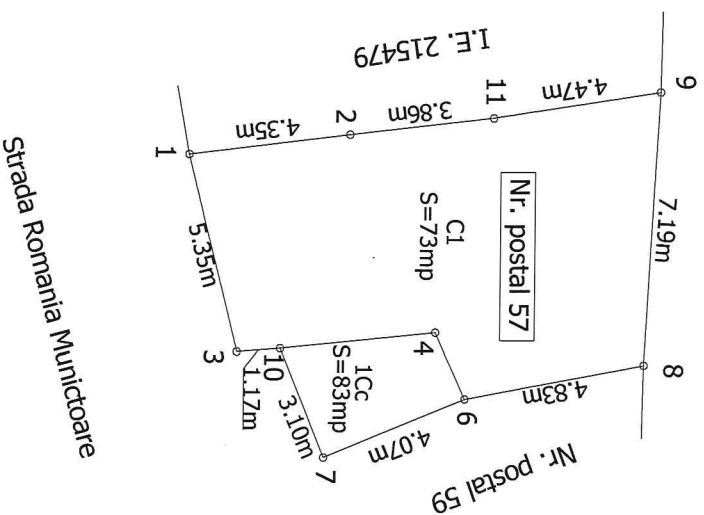 I.E. 215479
9
4.47m
11
3.86m
2
4.35m
1
7.19m
Nr. postal 57
C1
S=73mp
5.35m
Strada Romania Munictoare
8
4.83m
4
6
1Cc
S=83mp
10
3
1.17m
3.10m
4.07m
7
Nr. postal 59